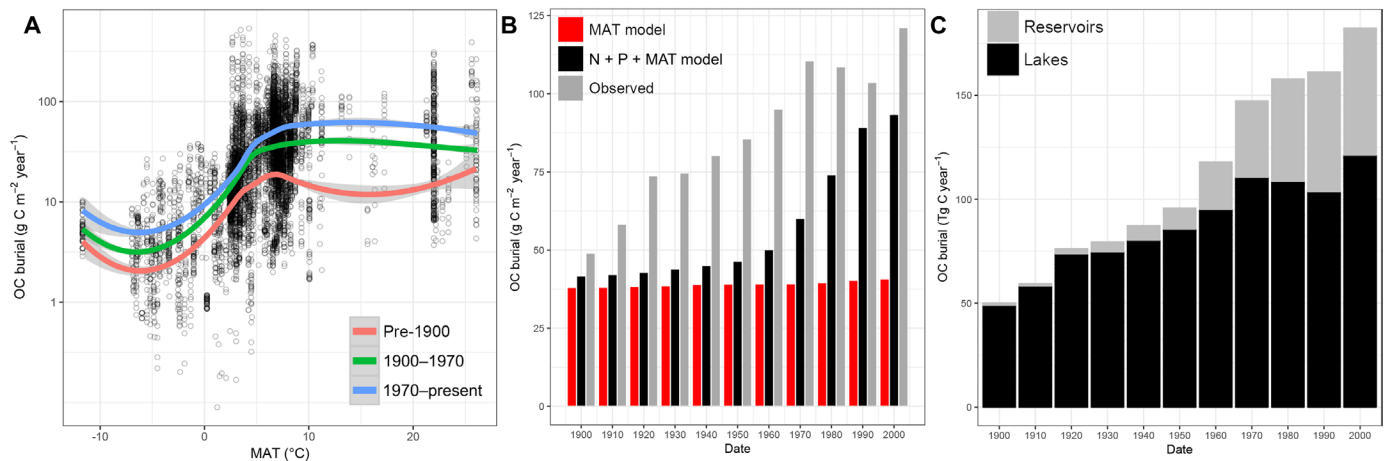 A
OC burial (g C m⁻² year⁻¹)
100
10
1
-10
0
10
20
MAT (°C)
Pre-1900
1900–1970
1970–present
B
OC burial (g C m⁻² year⁻¹)
125
100
75
50
25
0
MAT model
N + P + MAT model
Observed
1900 1910 1920 1930 1940 1950 1960 1970 1980 1990 2000
Date
C
OC burial (Tg C year⁻¹)
150
100
50
0
Reservoirs
Lakes
1900 1910 1920 1930 1940 1950 1960 1970 1980 1990 2000
Date